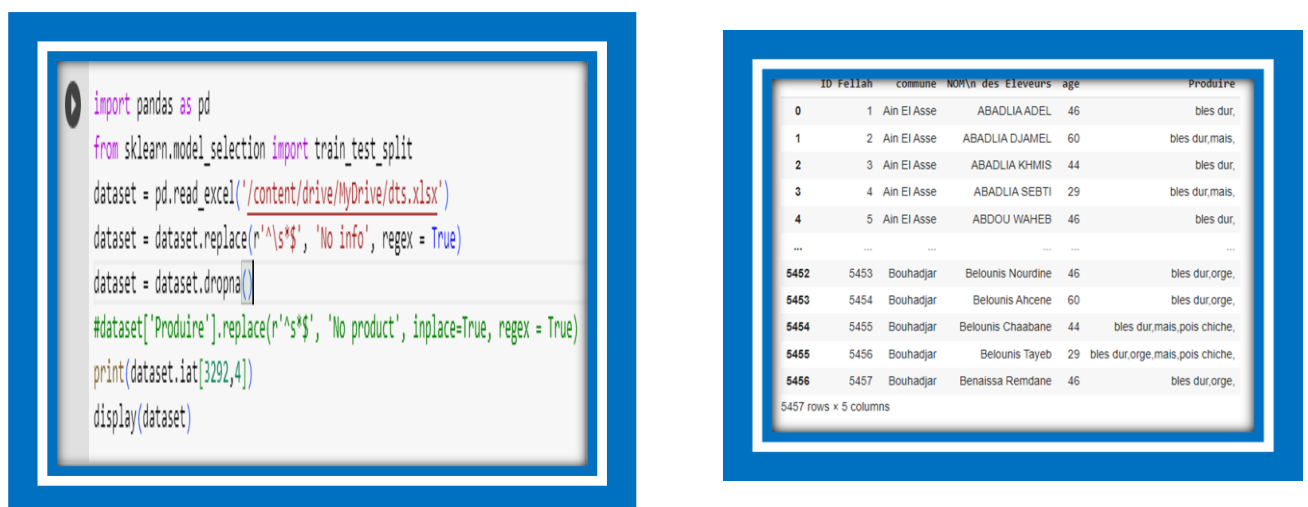 import pandas as pd
from sklearn.model_selection import train_test_split
dataset = pd.read_excel('/content/drive/MyDrive/dts.xlsx')
dataset = dataset.replace(r'^\s*$', 'No info', regex = True)
dataset = dataset.dropna()
#dataset['Produire'].replace(r'^s*$', 'No product', inplace=True, regex = True)
print(dataset.iat[3292,4])
display(dataset)
ID Fellah commune NOM\n des Eleveurs age Produire
0 1 Ain El Asse ABADLIA ADEL 46 bles dur,
1 2 Ain El Asse ABADLIA DJAMEL 60 bles dur,mais,
2 3 Ain El Asse ABADLIA KHMIS 44 bles dur,
3 4 Ain El Asse ABADLIA SEBTI 29 bles dur,mais,
4 5 Ain El Asse ABDOU WAHEB 46 bles dur,
... ... ... ... ... ...
5452 5453 Bouhadjar Belounis Nourdine 46 bles dur,orge,
5453 5454 Bouhadjar Belounis Ahcene 60 bles dur,orge,
5454 5455 Bouhadjar Belounis Chaabane 44 bles dur,mais,pois chiche,
5455 5456 Bouhadjar Belounis Tayeb 29 bles dur,orge,mais,pois chiche,
5456 5457 Bouhadjar Benaissa Remdane 46 bles dur,orge,
5457 rows × 5 columns